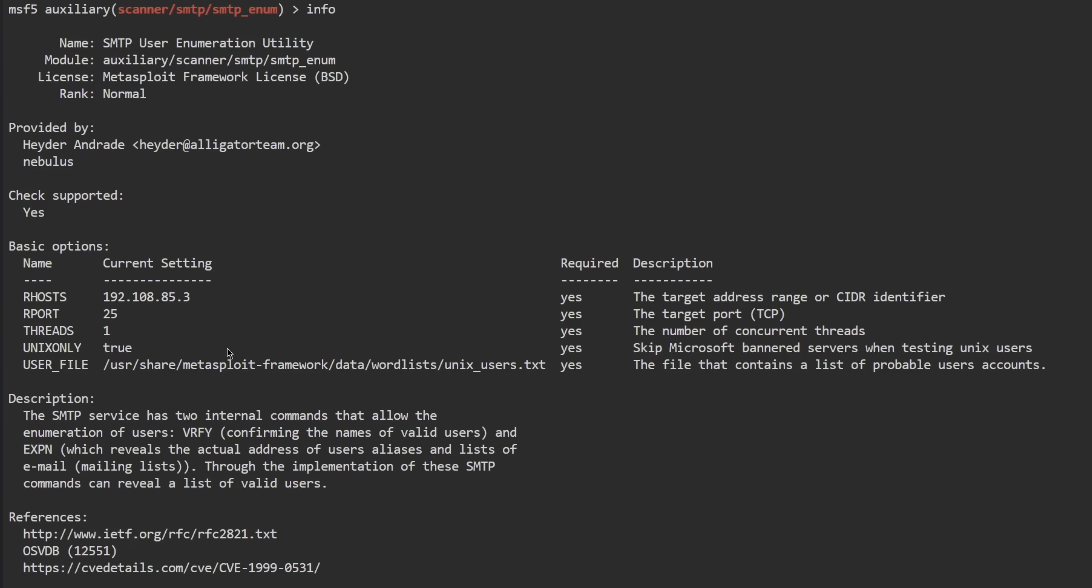 msf5 auxiliary(scanner/smtp/smtp_enum) > info
Name: SMTP User Enumeration Utility
Module: auxiliary/scanner/smtp/smtp_enum
License: Metasploit Framework License (BSD)
Rank: Normal
Provided by:
Heyder Andrade <heyder@alligatorteam.org>
nebulus
Check supported:
Yes
Basic options:
Name Current Setting Required Description
---- --------------- -------- -----------
RHOSTS 192.108.85.3 yes The target address range or CIDR identifier
RPORT 25 yes The target port (TCP)
THREADS 1 yes The number of concurrent threads
UNIXONLY true yes Skip Microsoft bannered servers when testing unix users
USER_FILE /usr/share/metasploit-framework/data/wordlists/unix_users.txt yes The file that contains a list of probable users accounts.
Description:
The SMTP service has two internal commands that allow the
enumeration of users: VRFY (confirming the names of valid users) and
EXPN (which reveals the actual address of users aliases and lists of
e-mail (mailing lists)). Through the implementation of these SMTP
commands can reveal a list of valid users.
References:
http://www.ietf.org/rfc/rfc2821.txt
OSVDB (12551)
https://cvedetails.com/cve/CVE-1999-0531/